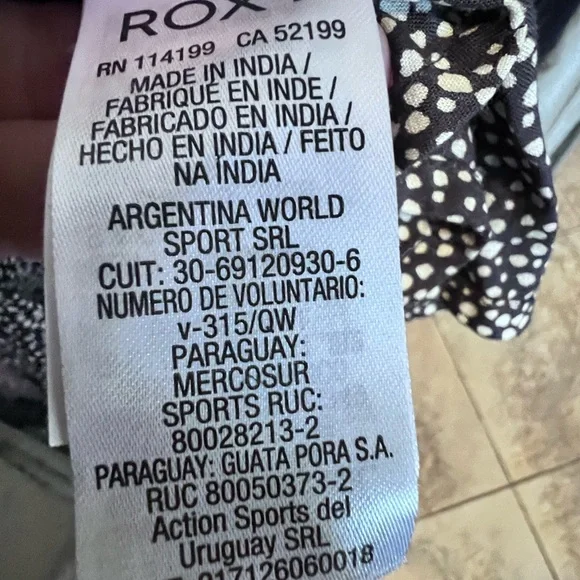 ROXY
RN 114199 CA 52199
MADE IN INDIA /
FABRIQUÉ EN INDE /
FABRICADO EN INDIA /
HECHO EN INDIA / FEITO
NA ÍNDIA
ARGENTINA WORLD
SPORT SRL
CUIT: 30-69120930-6
NUMERO DE VOLUNTARIO:
v-315/QW
PARAGUAY:
MERCOSUR
SPORTS RUC:
80028213-2
PARAGUAY: GUATA PORA S.A.
RUC 80050373-2
Action Sports del
Uruguay SRL
217126060018